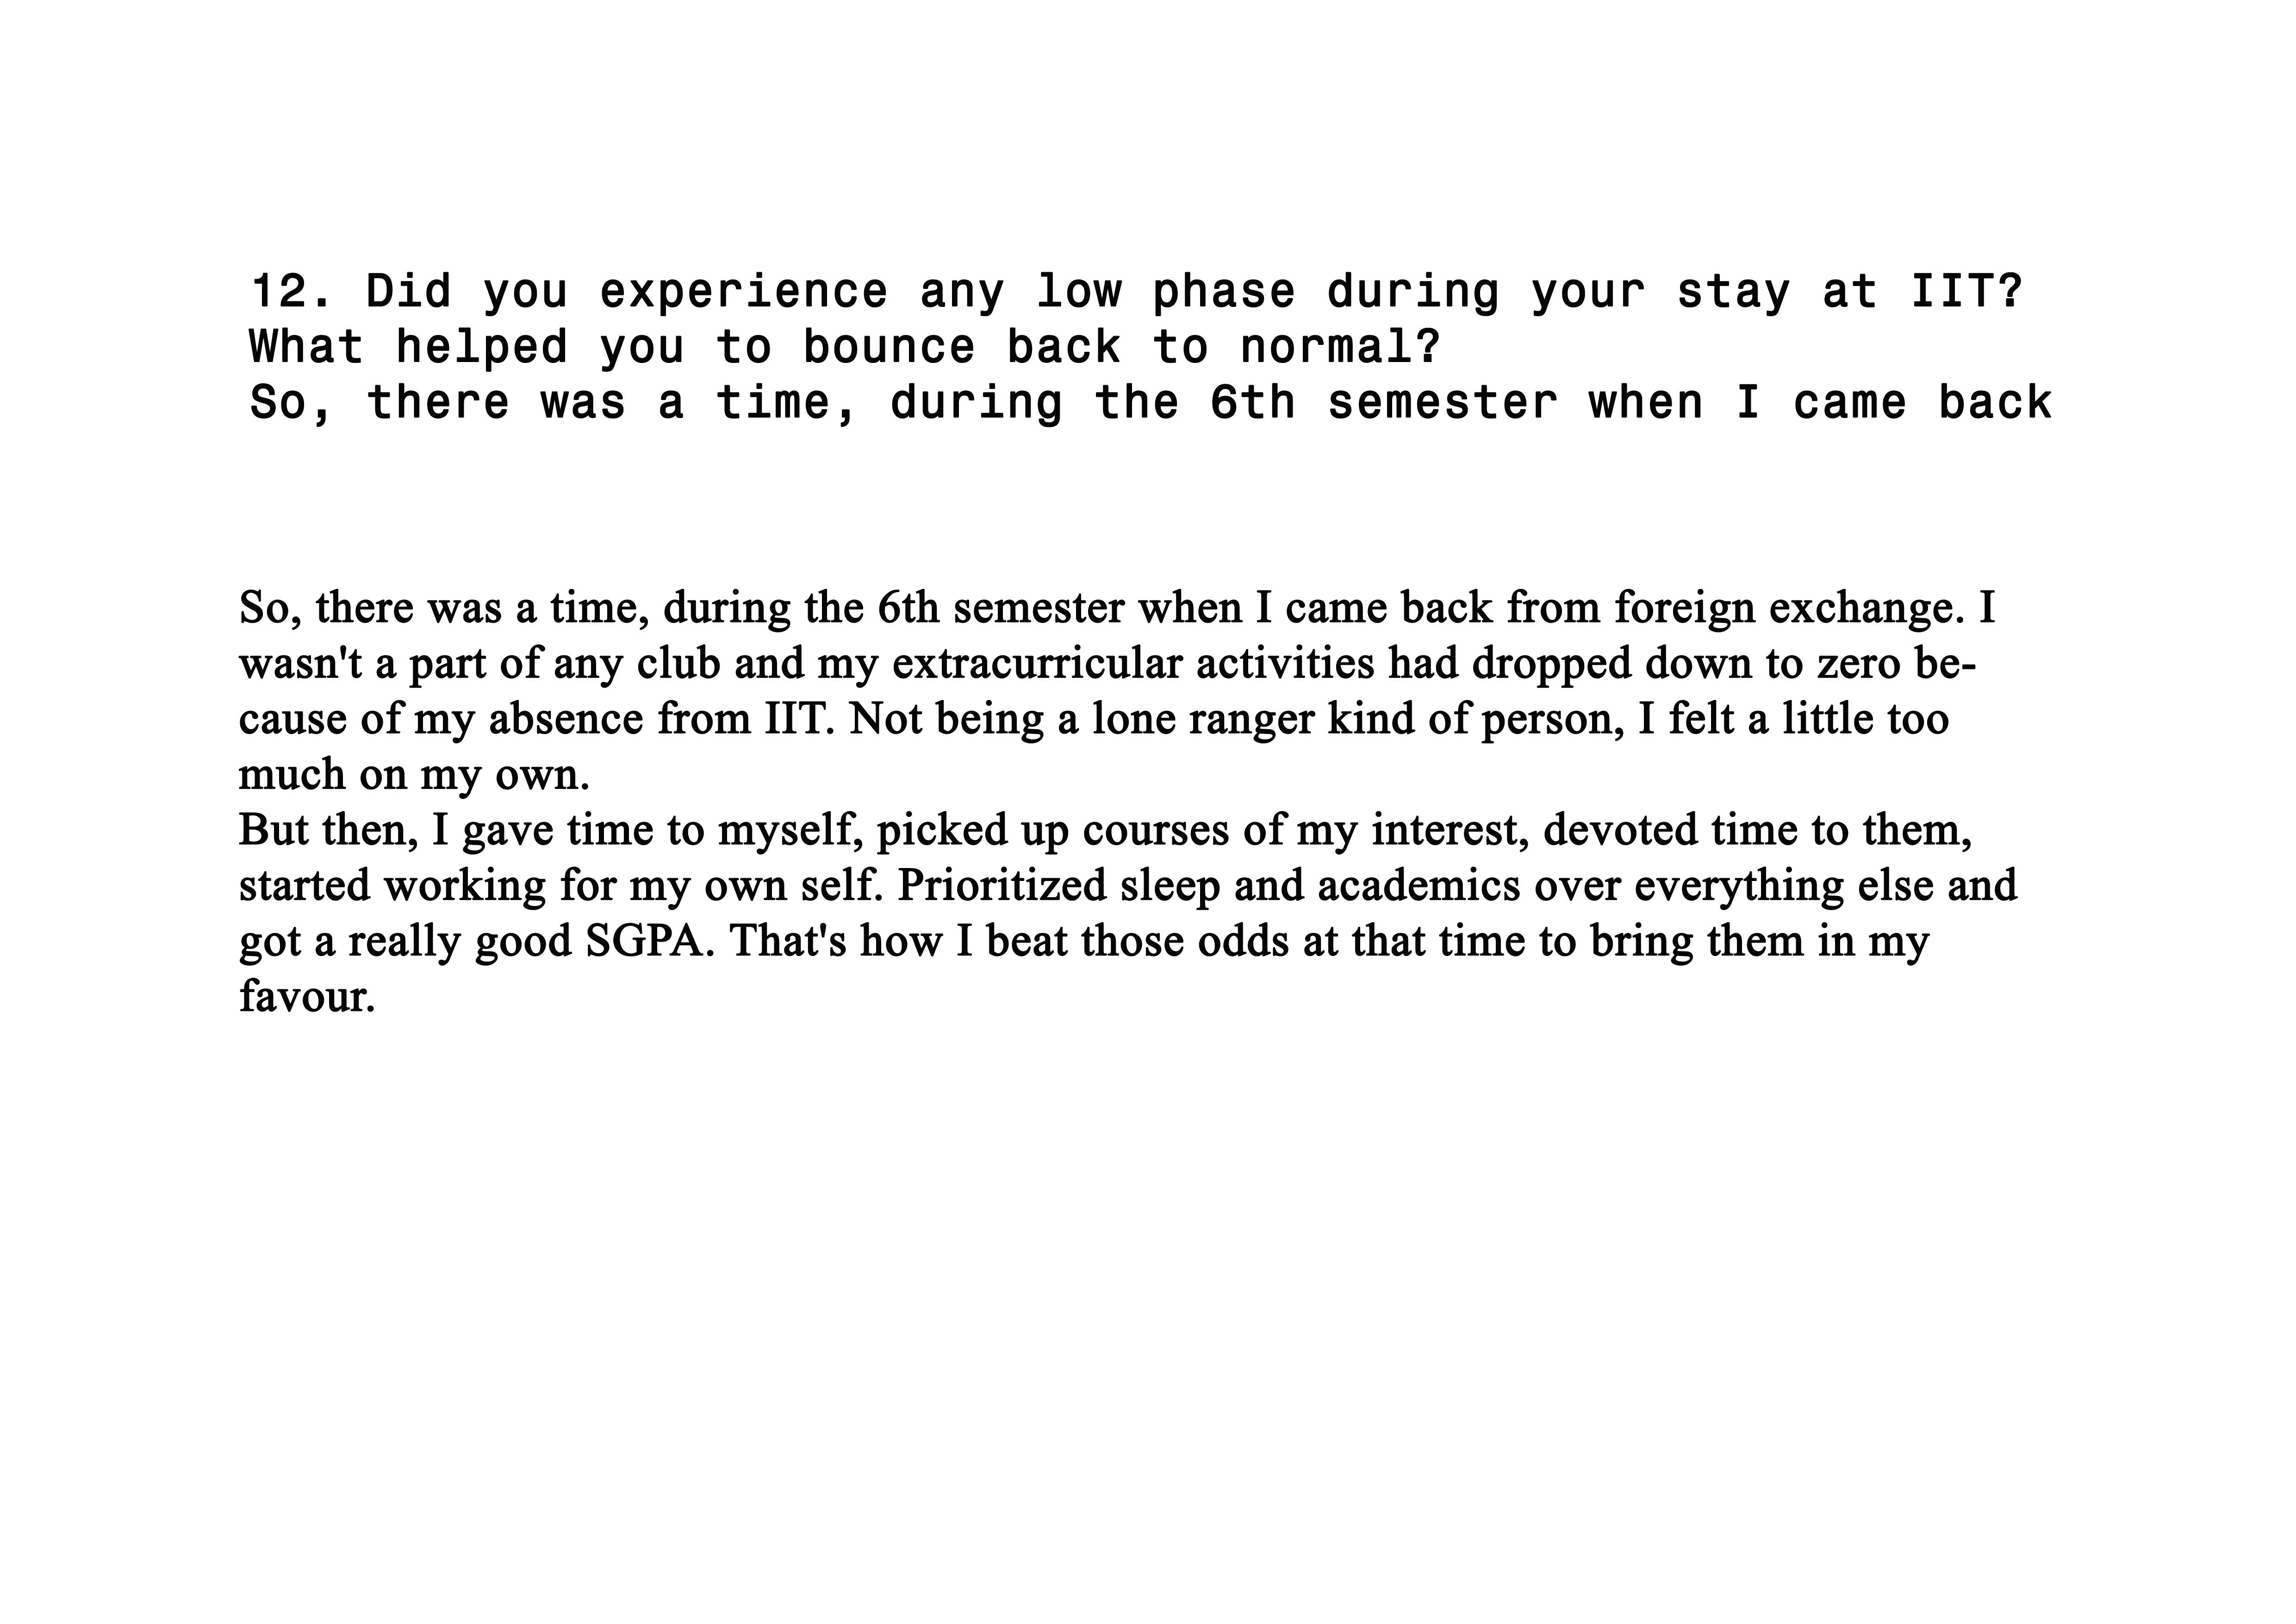 12. Did you experience any low phase during your stay at IIT?
What helped you to bounce back to normal?
So, there was a time, during the 6th semester when I came back
So, there was a time, during the 6th semester when I came back from foreign exchange. I
wasn't a part of any club and my extracurricular activities had dropped down to zero be-
cause of my absence from IIT. Not being a lone ranger kind of person, I felt a little too
much on my own.
But then, I gave time to myself, picked up courses of my interest, devoted time to them,
started working for my own self. Prioritized sleep and academics over everything else and
got a really good SGPA. That's how I beat those odds at that time to bring them in my
favour.